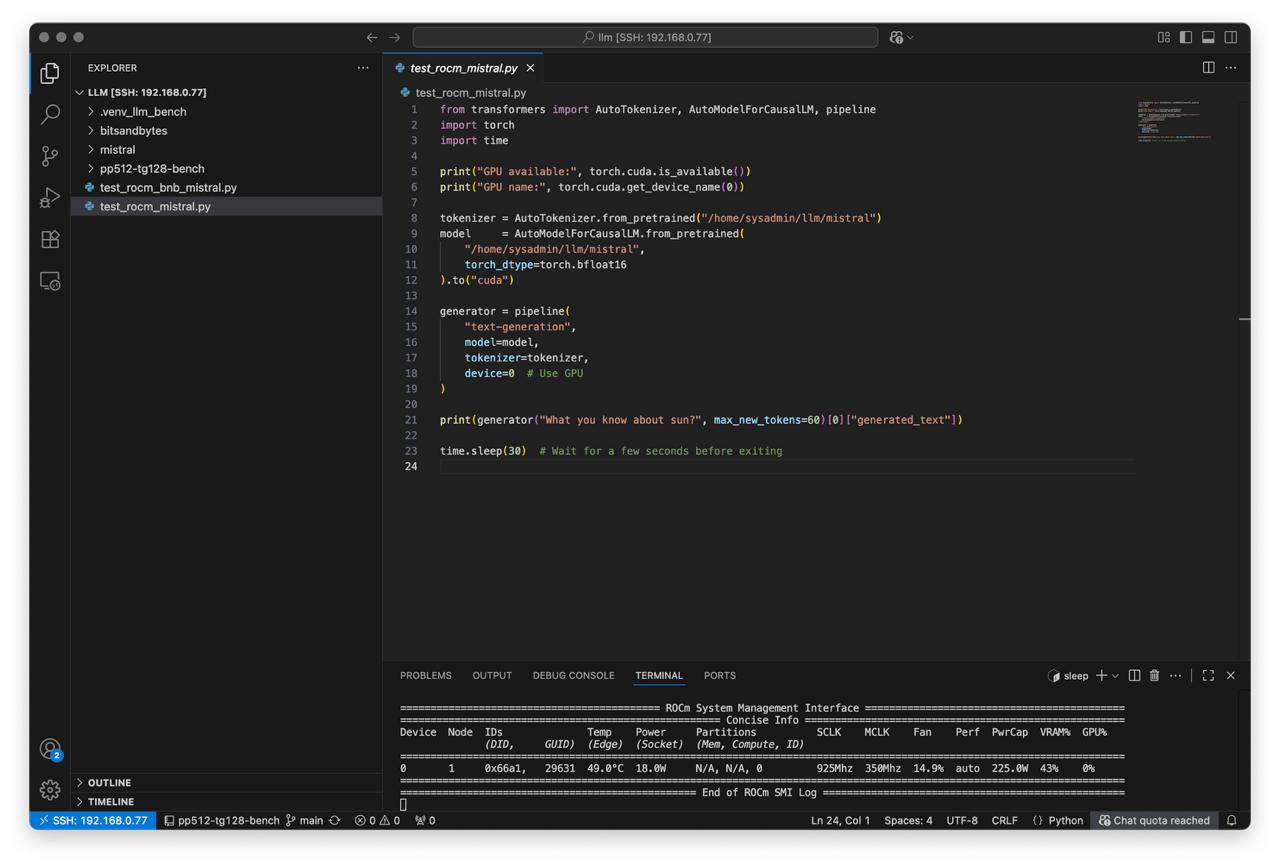 llm [SSH: 192.168.0.77]
EXPLORER
LLM [SSH: 192.168.0.77]
.venv_llm_bench
bitsandbytes
mistral
pp512-tg128-bench
test_rocm_bnb_mistral.py
test_rocm_mistral.py
OUTLINE
TIMELINE
test_rocm_mistral.py
test_rocm_mistral.py
1 from transformers import AutoTokenizer, AutoModelForCausalLM, pipeline
2 import torch
3 import time
4
5 print("GPU available:", torch.cuda.is_available())
6 print("GPU name:", torch.cuda.get_device_name(0))
7
8 tokenizer = AutoTokenizer.from_pretrained("/home/sysadmin/llm/mistral")
9 model     = AutoModelForCausalLM.from_pretrained(
10     "/home/sysadmin/llm/mistral",
11     torch_dtype=torch.bfloat16
12 ).to("cuda")
13
14 generator = pipeline(
15     "text-generation",
16     model=model,
17     tokenizer=tokenizer,
18     device=0  # Use GPU
19 )
20
21 print(generator("What you know about sun?", max_new_tokens=60)[0]["generated_text"])
22
23 time.sleep(30)  # Wait for a few seconds before exiting
24
PROBLEMS OUTPUT DEBUG CONSOLE TERMINAL PORTS
sleep
========================================== ROCm System Management Interface ==========================================
==================================================== Concise Info ====================================================
Device Node IDs Temp Power Partitions SCLK MCLK Fan Perf PwrCap VRAM% GPU%
(DID, GUID) (Edge) (Socket) (Mem, Compute, ID)
======================================================================================================================
0 1 0x66a1, 29631 49.0°C 18.0W N/A, N/A, 0 925Mhz 350Mhz 14.9% auto 225.0W 43% 0%
======================================================================================================================
================================================ End of ROCm SMI Log =================================================
2
SSH: 192.168.0.77 pp512-tg128-bench main 0 0 0 Ln 24, Col 1 Spaces: 4 UTF-8 CRLF {} Python Chat quota reached